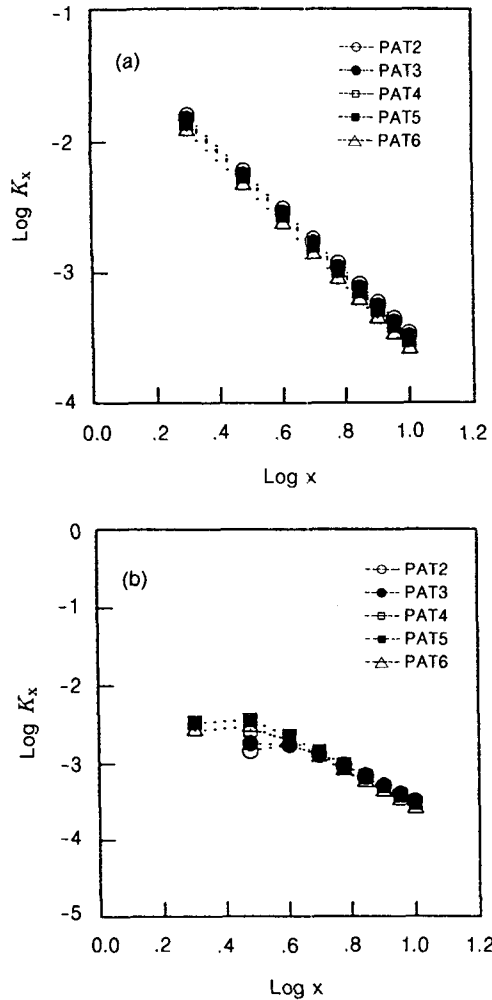 -1
(a)
PAT2
PAT3
PAT4
PAT5
PAT6
-2
Log Kx
-3
-4
0.0 .2 .4 .6 .8 1.0 1.2
Log x
0
(b)
PAT2
PAT3
PAT4
PAT5
PAT6
-1
-2
Log Kx
-3
-4
-5
0.0 .2 .4 .6 .8 1.0 1.2
Log x